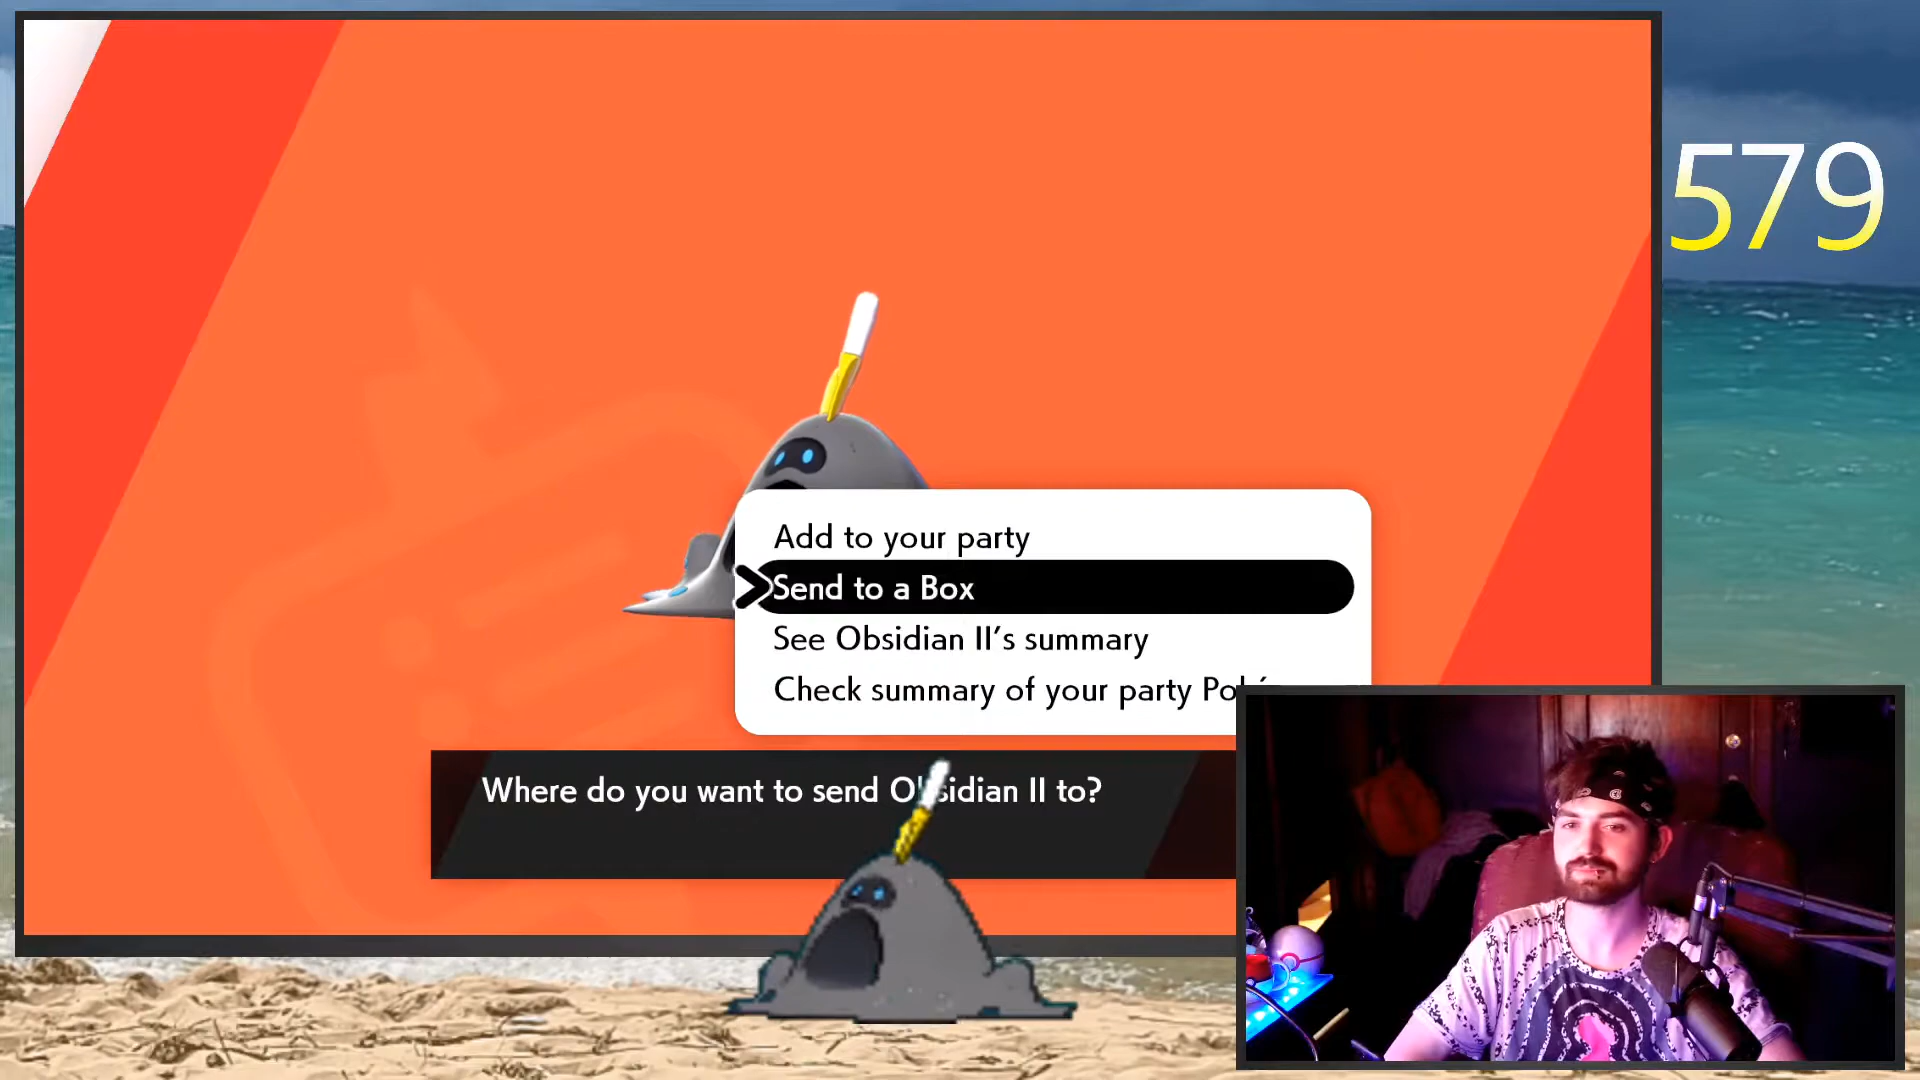 579
Add to your party
Send to a Box
See Obsidian II's summary
Check summary of your party
Where do you want to send Obsidian II to?